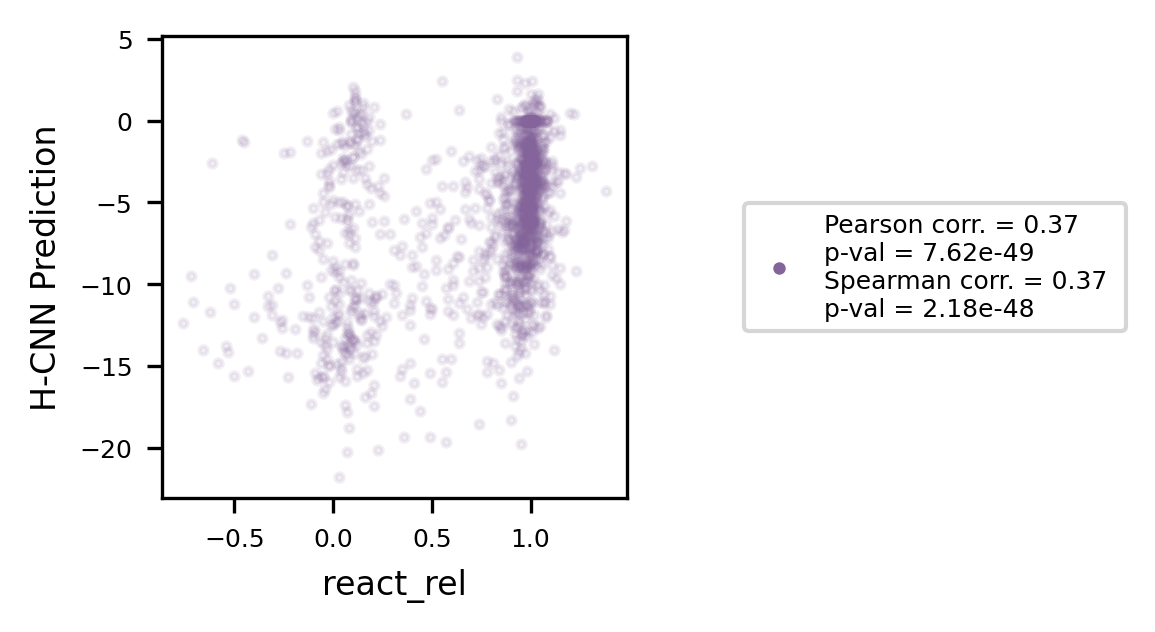 5
0
−5
−10
−15
−20
H-CNN Prediction
−0.5 0.0 0.5 1.0
react_rel
Pearson corr. = 0.37
p-val = 7.62e-49
Spearman corr. = 0.37
p-val = 2.18e-48